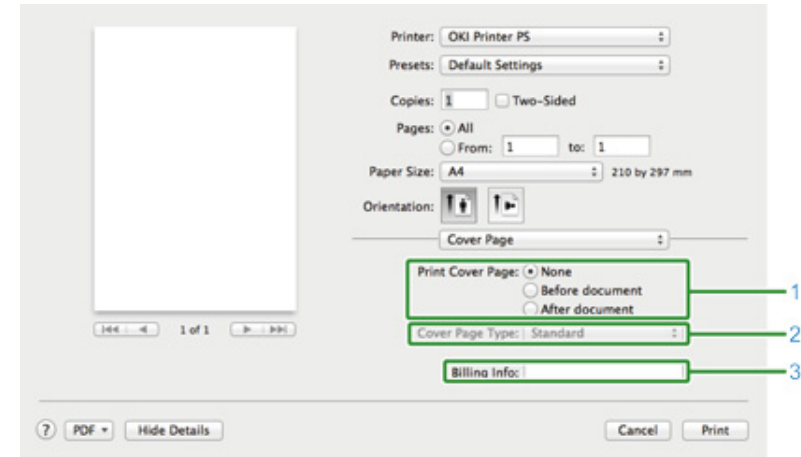 Printer: OKI Printer PS
Presets: Default Settings
Copies: 1 Two-Sided
Pages: All
From: 1 to: 1
Paper Size: A4 210 by 297 mm
Orientation:
Cover Page
Print Cover Page: None
Before document
After document
1
Cover Page Type: Standard
2
Billing Info:
3
1 of 1
? PDF Hide Details Cancel Print